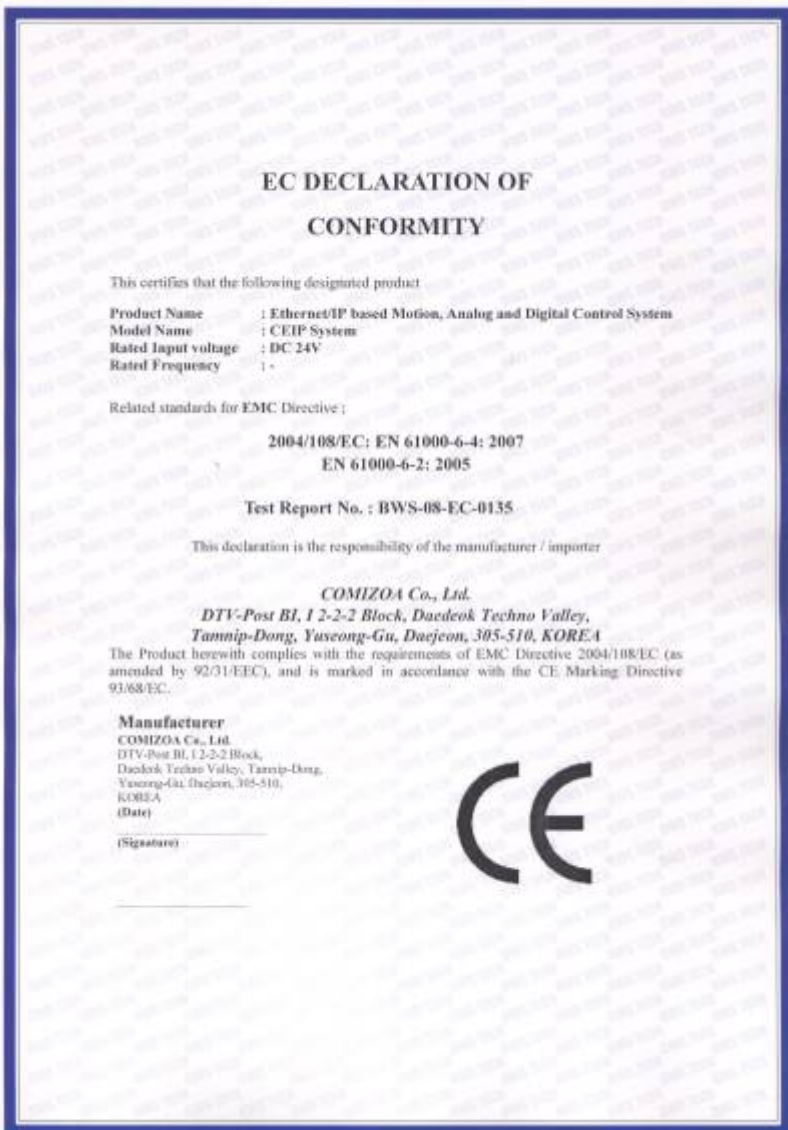 EC DECLARATION OF
CONFORMITY
This certifies that the following designated product
Product Name : Ethernet/IP based Motion, Analog and Digital Control System
Model Name : CEIP System
Rated Input voltage : DC 24V
Rated Frequency : -
Related standards for EMC Directive ;
2004/108/EC: EN 61000-6-4: 2007
EN 61000-6-2: 2005
Test Report No. : BWS-08-EC-0135
This declaration is the responsibility of the manufacturer / importer
COMIZOA Co., Ltd.
DTV-Post BI, I 2-2-2 Block, Daedeok Techno Valley,
Tamnip-Dong, Yuseong-Gu, Daejeon, 305-510, KOREA
The Product herewith complies with the requirements of EMC Directive 2004/108/EC (as
amended by 92/31/EEC), and is marked in accordance with the CE Marking Directive
93/68/EC.
Manufacturer
COMIZOA Co., Ltd.
DTV-Post BI, I 2-2-2 Block,
Daedeok Techno Valley, Tamnip-Dong,
Yuseong-Gu, Daejeon, 305-510,
KOREA
(Date)
(Signature)
CE